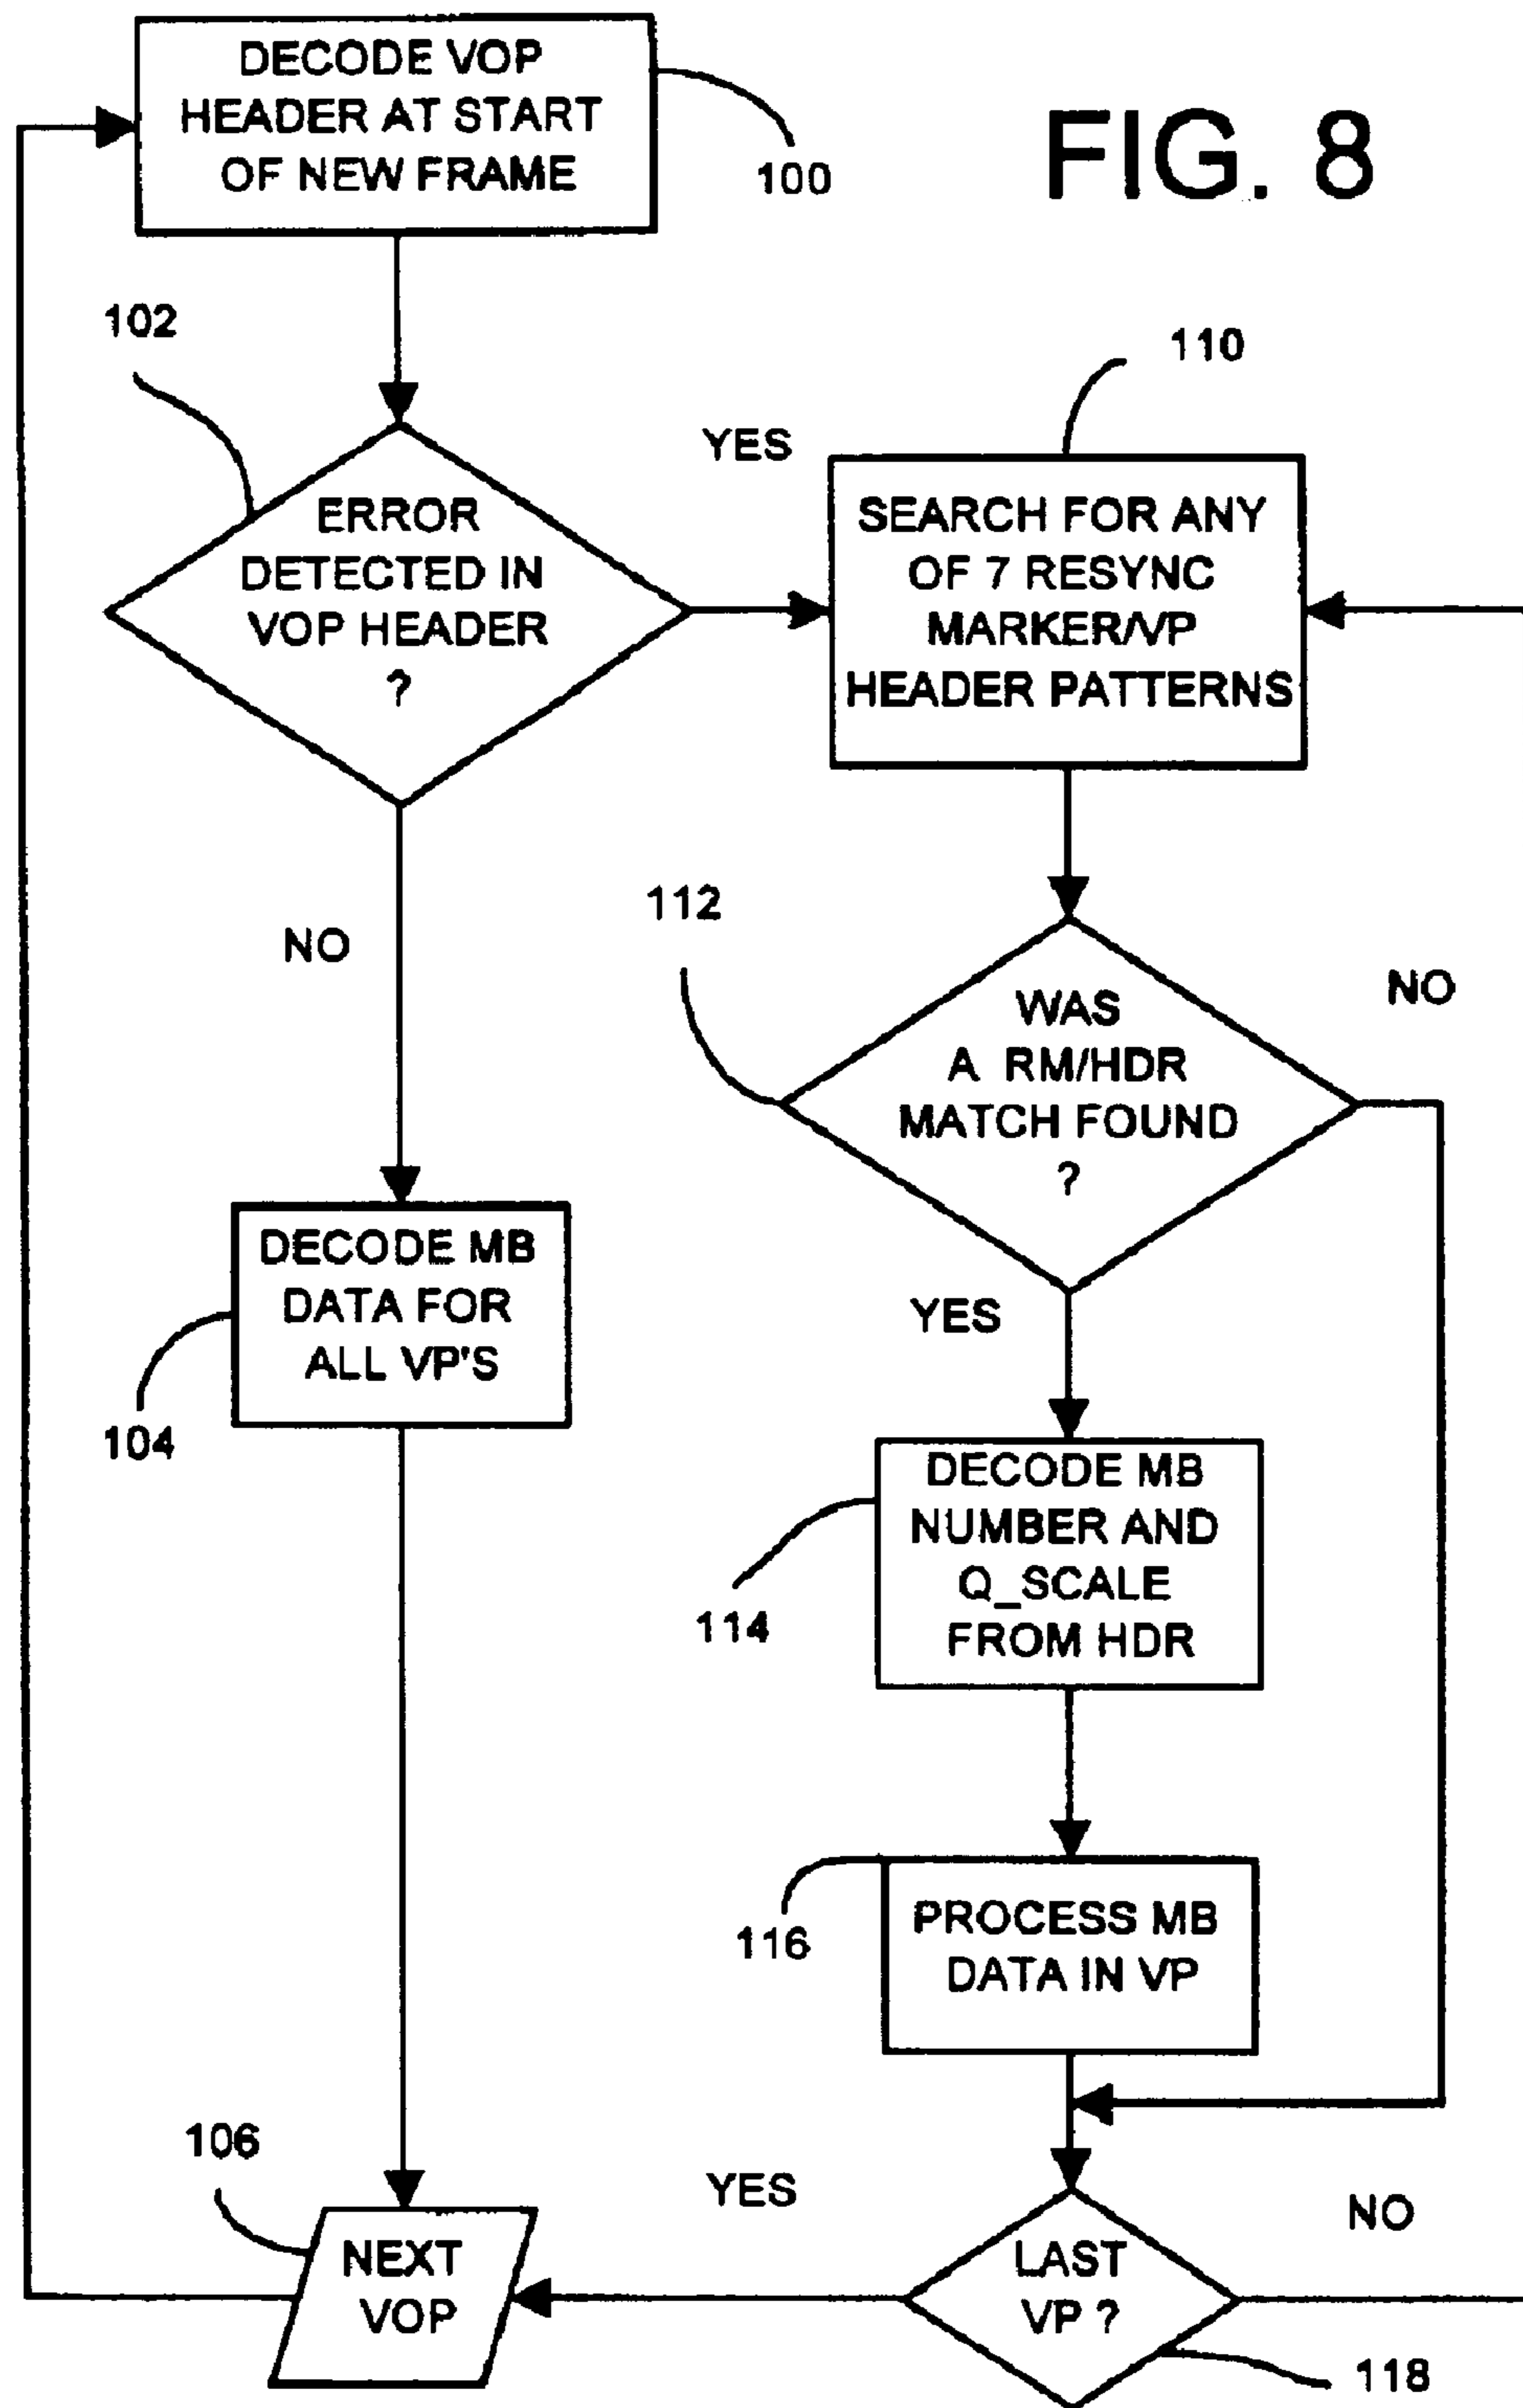 DECODE VOP
HEADER AT START
OF NEW FRAME
100
FIG. 8
102
ERROR
DETECTED IN
VOP HEADER
?
YES
110
SEARCH FOR ANY
OF 7 RESYNC
MARKER/VP
HEADER PATTERNS
NO
112
WAS
A RM/HDR
MATCH FOUND
?
NO
YES
DECODE MB
DATA FOR
ALL VP'S
104
DECODE MB
NUMBER AND
Q_SCALE
FROM HDR
114
PROCESS MB
DATA IN VP
116
106
NEXT
VOP
YES
LAST
VP ?
NO
118